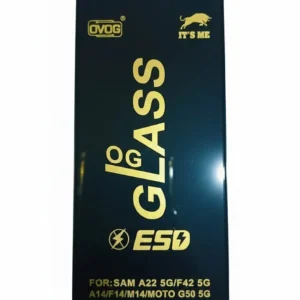 OVOG
IT'S ME
OG
GLASS
ESD
FOR:SAM A22 5G/F42 5G
A14/F14/M14/MOTO G50 5G